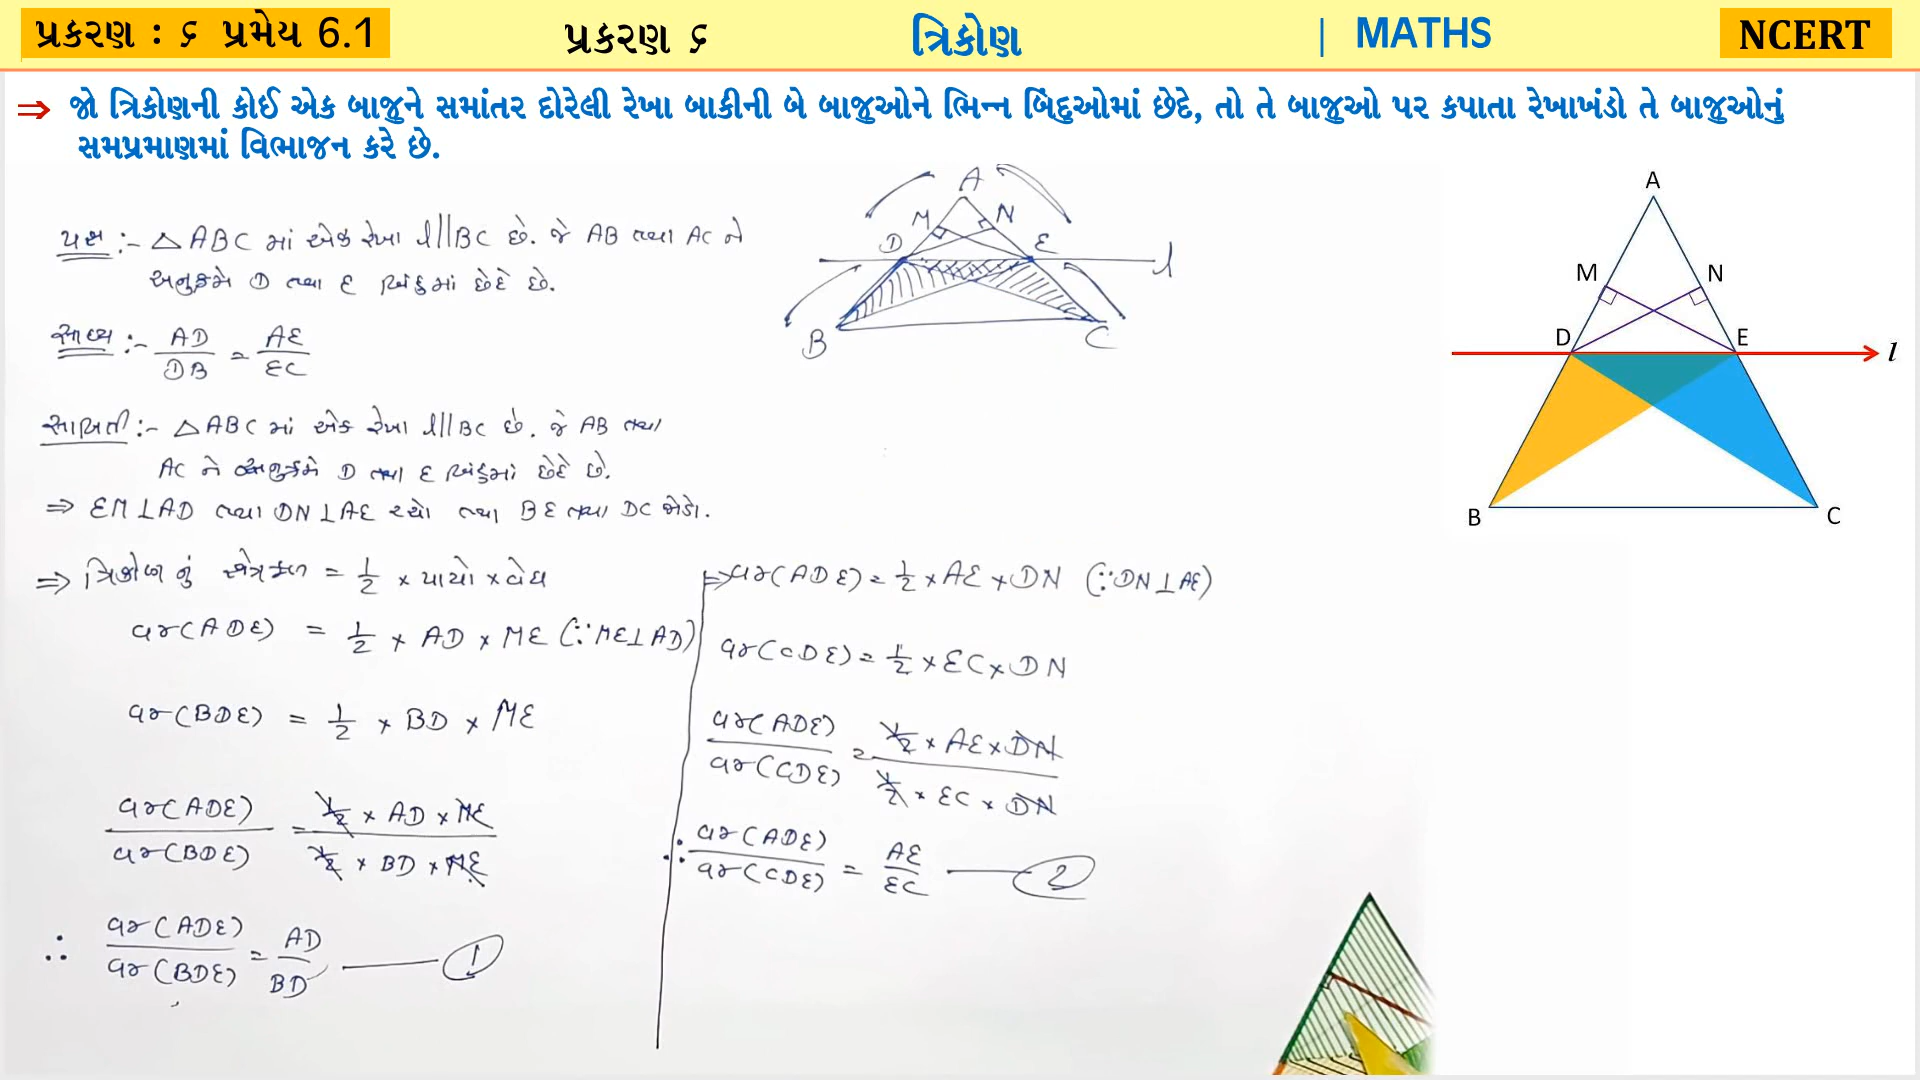 પ્રકરણ : ૬ પ્રમેય 6.1
પ્રકરણ ૬
ત્રિકોણ
| MATHS
NCERT
⇒ જો ત્રિકોણની કોઈ એક બાજુને સમાંતર દોરેલી રેખા બાકીની બે બાજુઓને ભિન્ન બિંદુઓમાં છેદે, તો તે બાજુઓ પર કપાતા રેખાખંડો તે બાજુઓનું
સમપ્રમાણમાં વિભાજન કરે છે.
પક્ષ :- △ABC માં એક રેખા l||BC છે. જે AB તથા AC ને
અનુક્રમે D તથા E બિંદુમાં છેદે છે.
સાધ્ય :- AD/DB = AE/EC
સાબિતી :- △ABC માં એક રેખા l||BC છે. જે AB તથા
AC ને અનુક્રમે D તથા E બિંદુમાં છેદે છે.
⇒ EM⊥AD તથા DN⊥AE રચો તથા BE તથા DC જોડો.
⇒ ત્રિકોણ નું ક્ષેત્રફળ = 1/2 × પાયો × વેધ
ar(ADE) = 1/2 × AD × ME (∵ME⊥AD)
ar(BDE) = 1/2 × BD × ME
ar(ADE)/ar(BDE) = 1/2 × AD × ME / 1/2 × BD × ME
∴ ar(ADE)/ar(BDE) = AD/BD —— 1
⇒ ar(ADE) = 1/2 × AE × DN (∵DN⊥AE)
ar(CDE) = 1/2 × EC × DN
ar(ADE)/ar(CDE) = 1/2 × AE × DN / 1/2 × EC × DN
∴ ar(ADE)/ar(CDE) = AE/EC —— 2
A
M N
D E l
B C
A
M N
D E l
B C